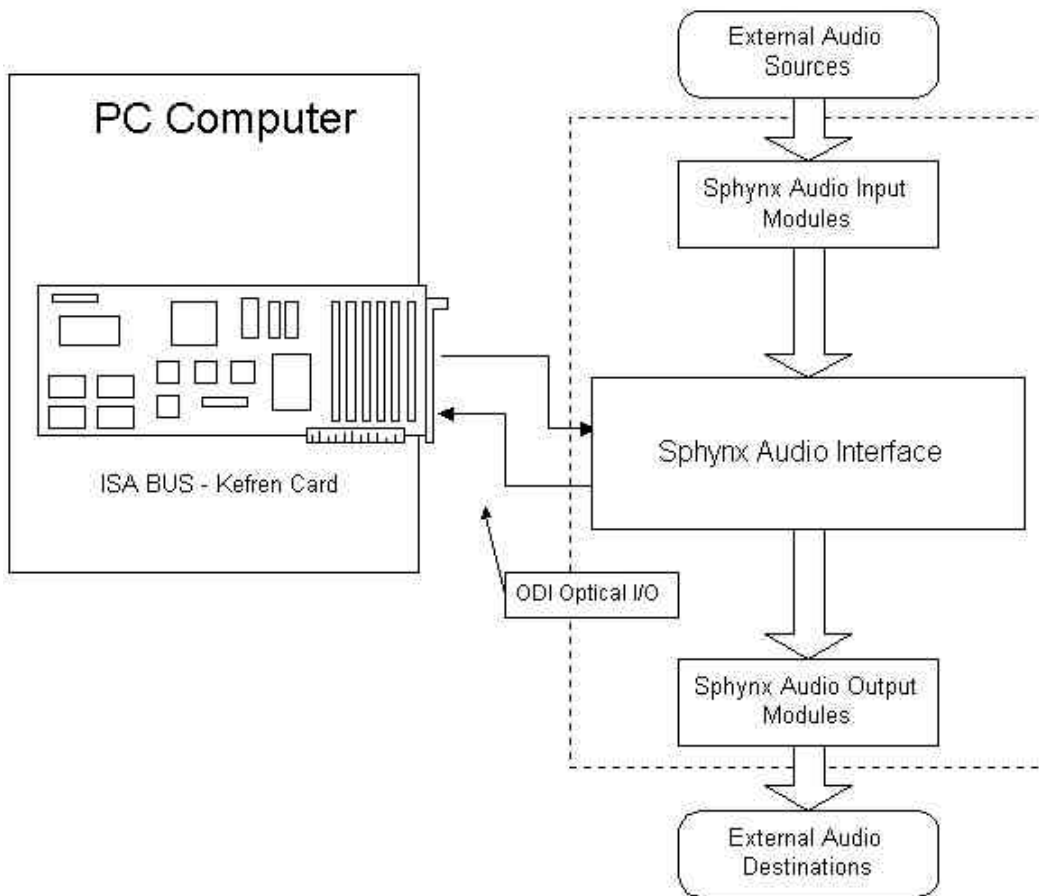 External Audio
Sources
PC Computer
Sphynx Audio Input
Modules
Sphynx Audio Interface
ISA BUS - Kefren Card
ODI Optical I/O
Sphynx Audio Output
Modules
External Audio
Destinations